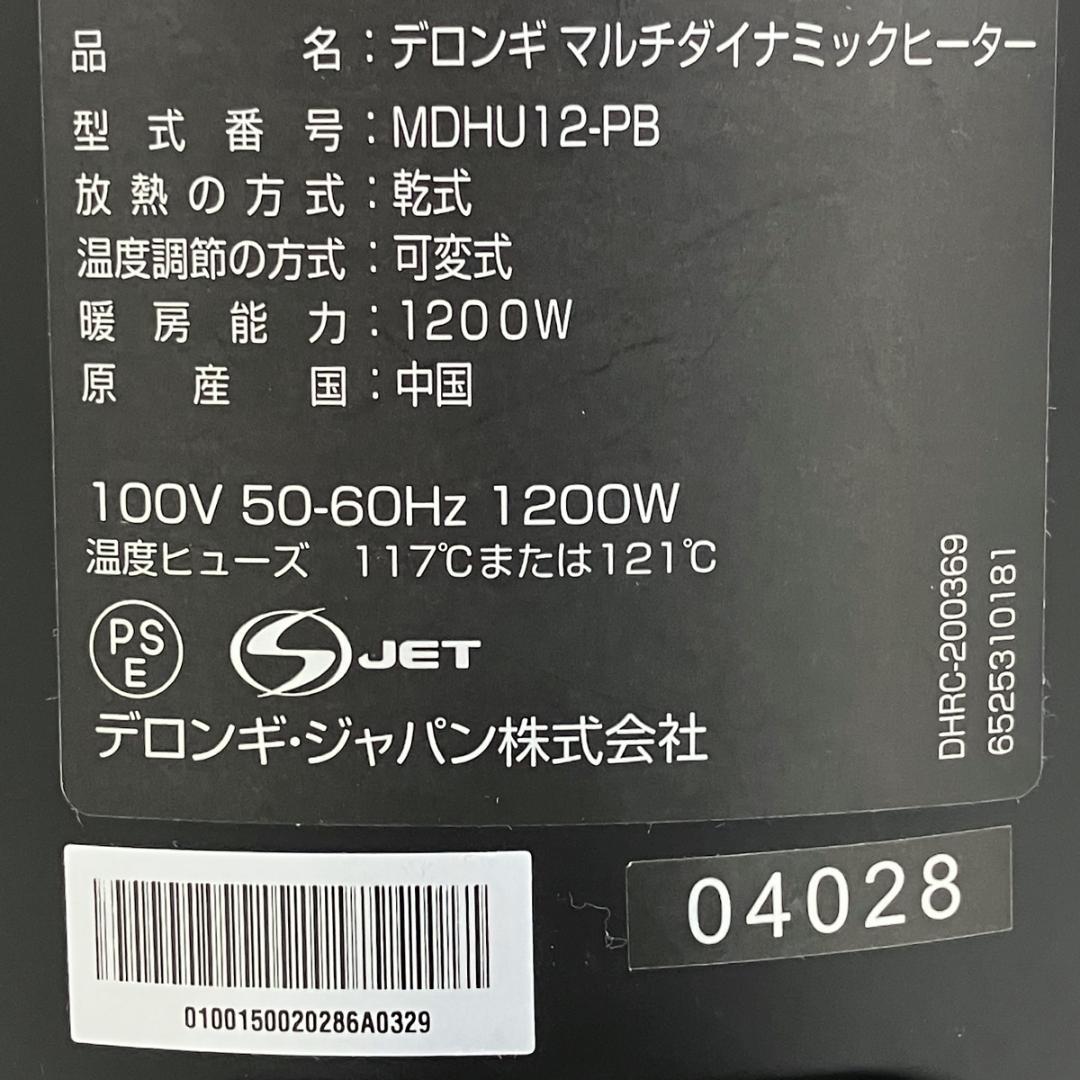 品名：デロンギ マルチダイナミックヒーター
型式番号：MDHU12-PB
放熱の方式：乾式
温度調節の方式：可変式
暖房能力：1200W
原産国：中国
100V 50-60Hz 1200W
温度ヒューズ 117℃または121℃
PSE
S JET
デロンギ・ジャパン株式会社
DHRC-200369
6525310181
0100150020286A0329
04028